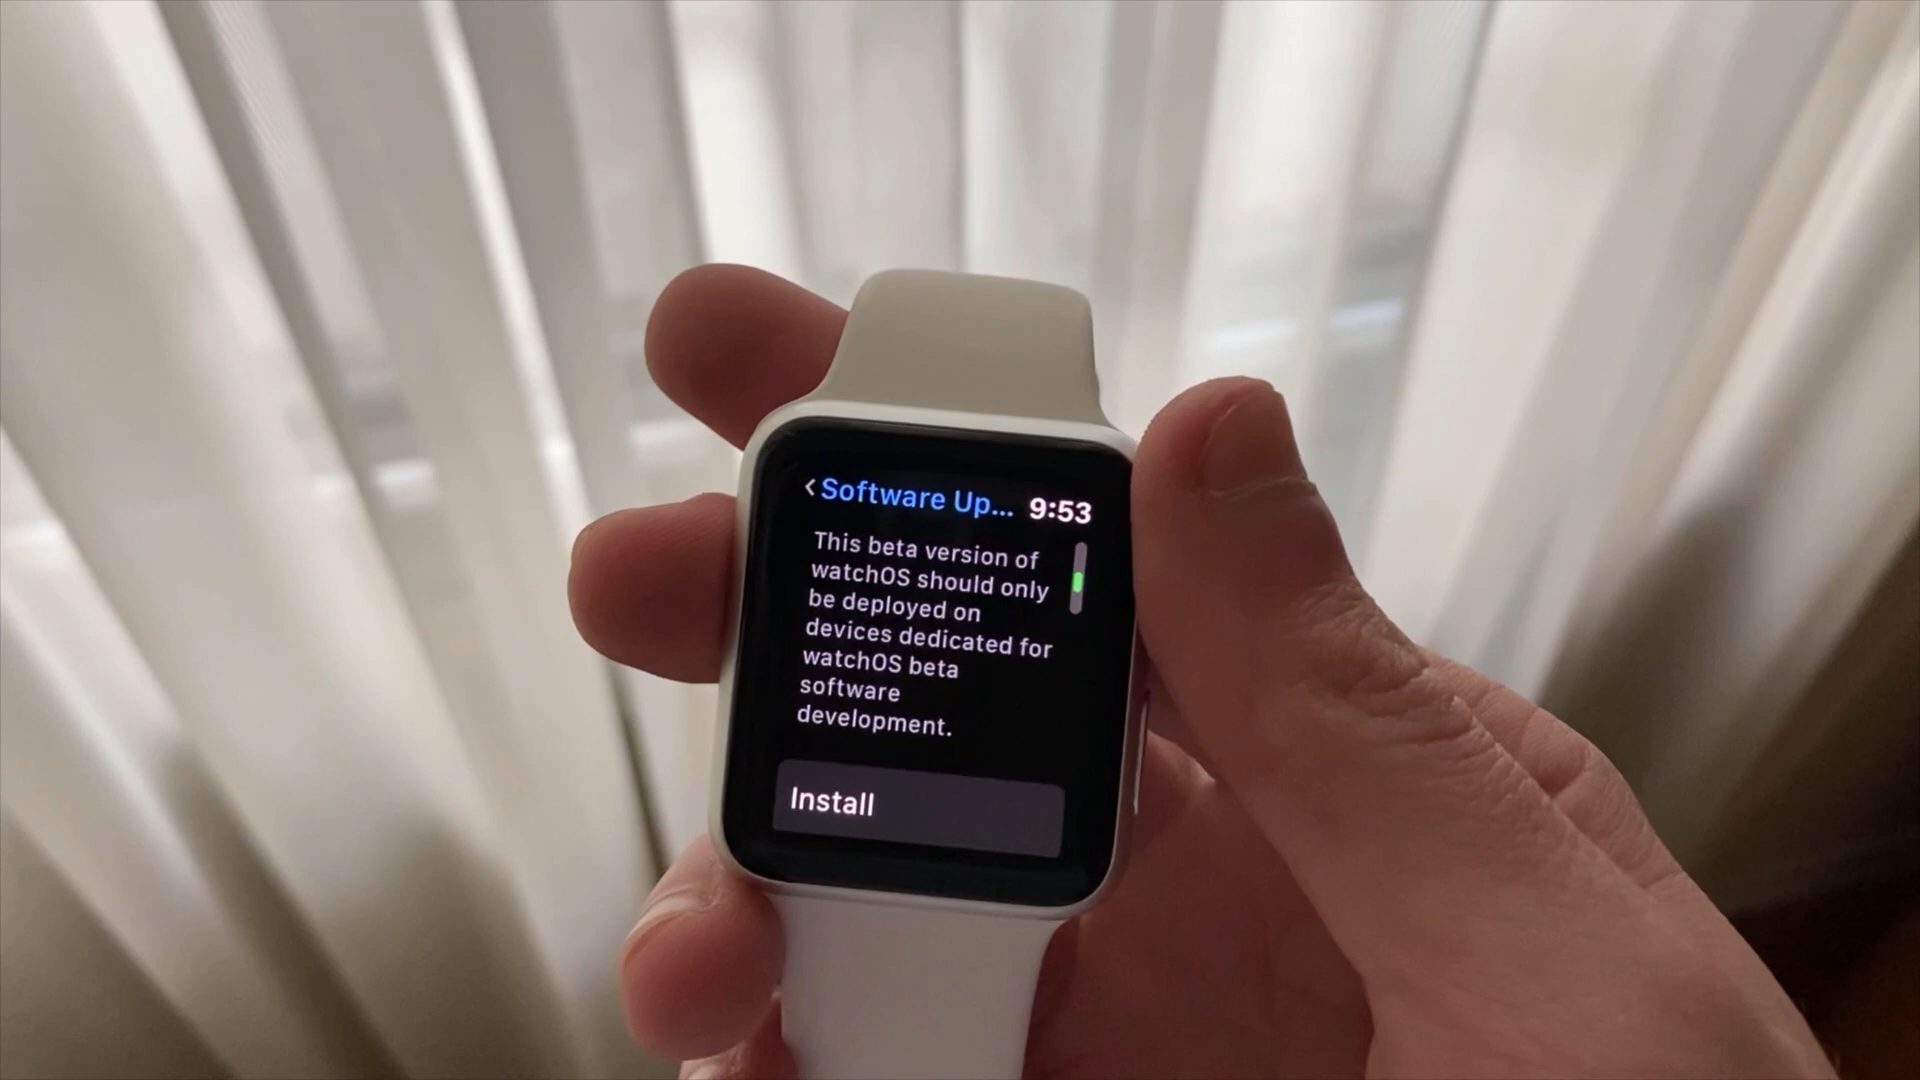 < Software Up... 9:53
This beta version of
watchOS should only
be deployed on
devices dedicated for
watchOS beta
software
development.
Install